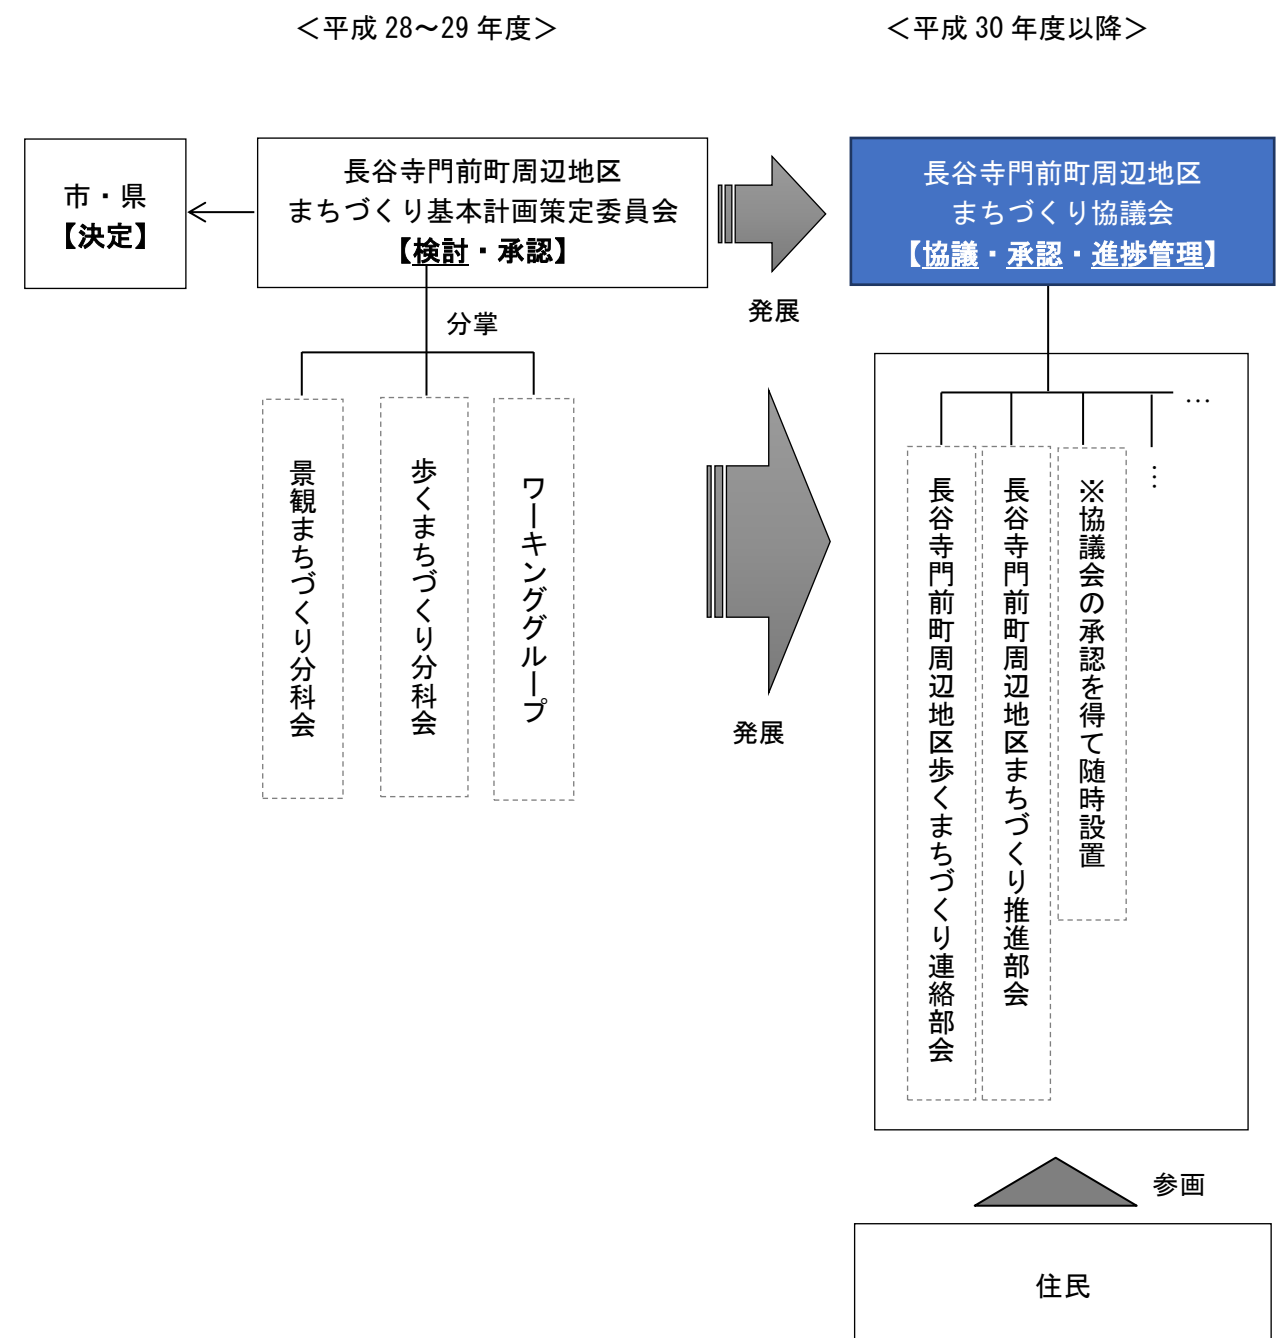 ＜平成 28～29 年度＞
＜平成 30 年度以降＞
市・県
【決定】
長谷寺門前町周辺地区
まちづくり基本計画策定委員会
【検討・承認】
発展
長谷寺門前町周辺地区
まちづくり協議会
【協議・承認・進捗管理】
分掌
景観まちづくり分科会
歩くまちづくり分科会
ワーキンググループ
発展
長谷寺門前町周辺地区歩くまちづくり連絡部会
長谷寺門前町周辺地区まちづくり推進部会
※協議会の承認を得て随時設置
…
…
参画
住民